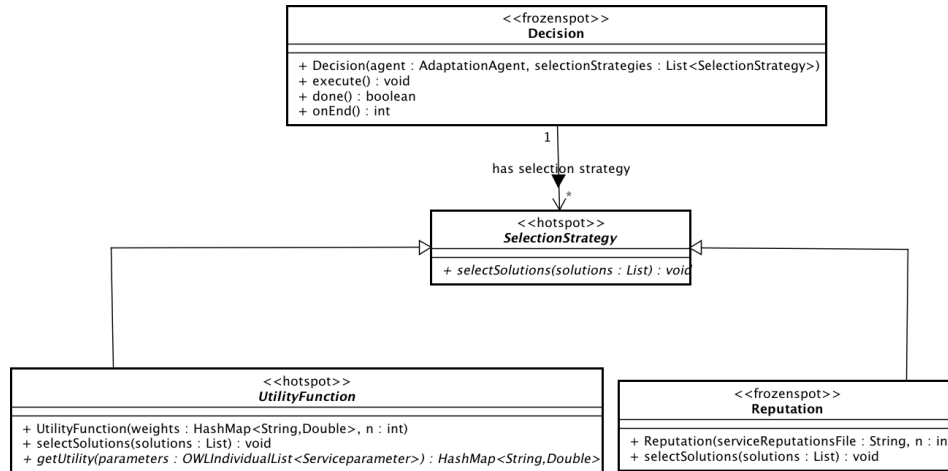 <<frozenspot>>
Decision
+ Decision(agent : AdaptationAgent, selectionStrategies : List<SelectionStrategy>)
+ execute() : void
+ done() : boolean
+ onEnd() : int
1
has selection strategy
*
<<hotspot>>
SelectionStrategy
+ selectSolutions(solutions : List) : void
<<hotspot>>
UtilityFunction
+ UtilityFunction(weights : HashMap<String,Double>, n : int)
+ selectSolutions(solutions : List) : void
+ getUtility(parameters : OWLIndividualList<Serviceparameter>) : HashMap<String,Double>
<<frozenspot>>
Reputation
+ Reputation(serviceReputationsFile : String, n : in
+ selectSolutions(solutions : List) : void